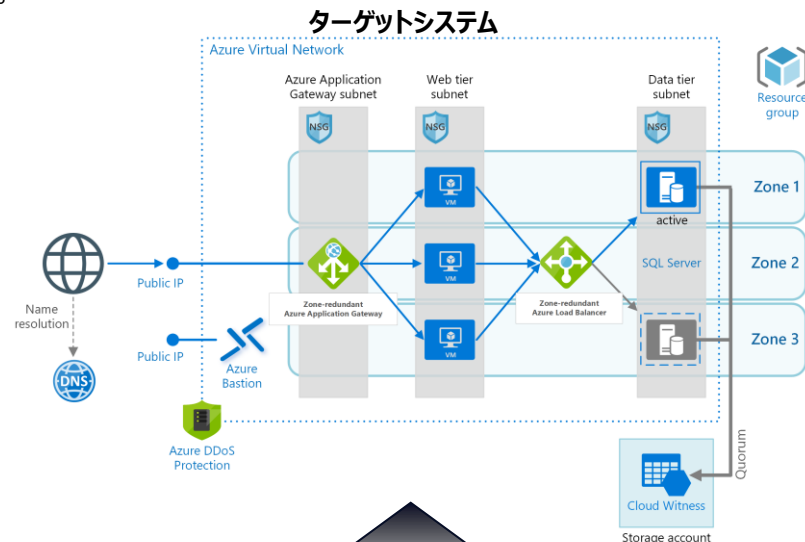 ターゲットシステム
Azure Virtual Network
Azure Application
Gateway subnet
Web tier
subnet
Data tier
subnet
Resource
group
NSG
NSG
NSG
VM
Zone 1
active
Public IP
VM
SQL Server
Zone 2
Name
resolution
Zone-redundant
Azure Application Gateway
Zone-redundant
Azure Load Balancer
Public IP
VM
Zone 3
DNS
Azure
Bastion
Azure DDoS
Protection
Quorum
Cloud Witness
Storage account